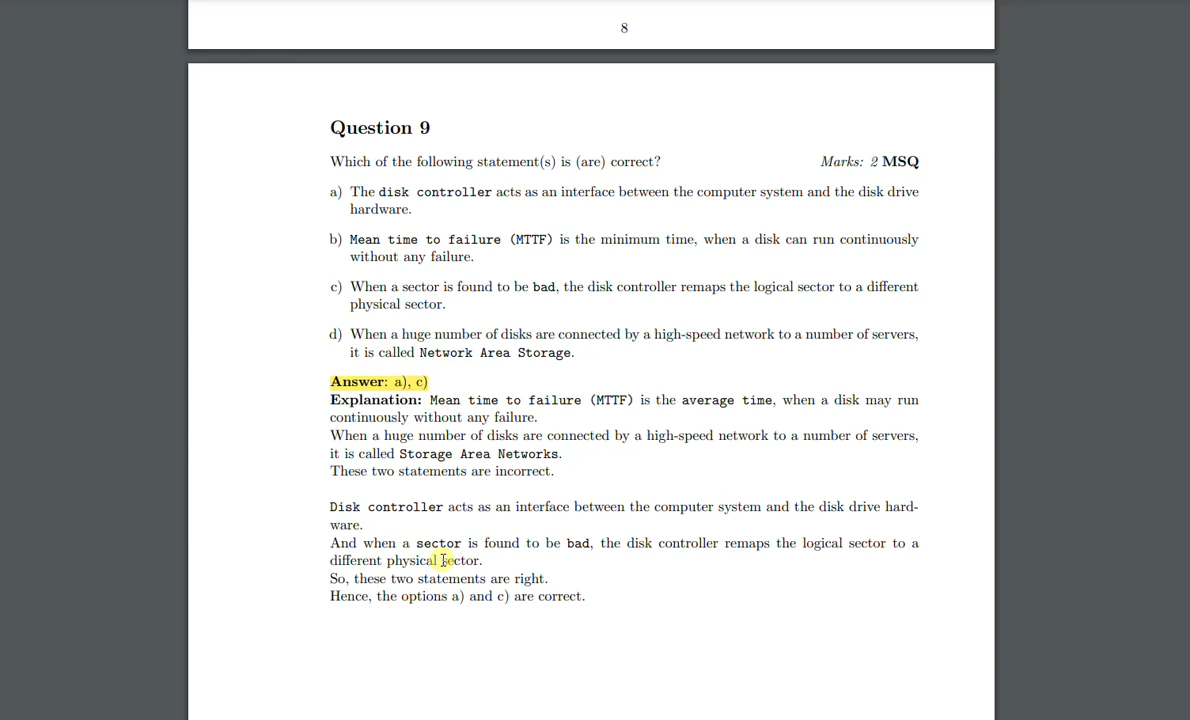 8
Question 9
Which of the following statement(s) is (are) correct? Marks: 2 MSQ
a) The disk controller acts as an interface between the computer system and the disk drive
hardware.
b) Mean time to failure (MTTF) is the minimum time, when a disk can run continuously
without any failure.
c) When a sector is found to be bad, the disk controller remaps the logical sector to a different
physical sector.
d) When a huge number of disks are connected by a high-speed network to a number of servers,
it is called Network Area Storage.
Answer: a), c)
Explanation: Mean time to failure (MTTF) is the average time, when a disk may run
continuously without any failure.
When a huge number of disks are connected by a high-speed network to a number of servers,
it is called Storage Area Networks.
These two statements are incorrect.
Disk controller acts as an interface between the computer system and the disk drive hard-
ware.
And when a sector is found to be bad, the disk controller remaps the logical sector to a
different physical sector.
So, these two statements are right.
Hence, the options a) and c) are correct.